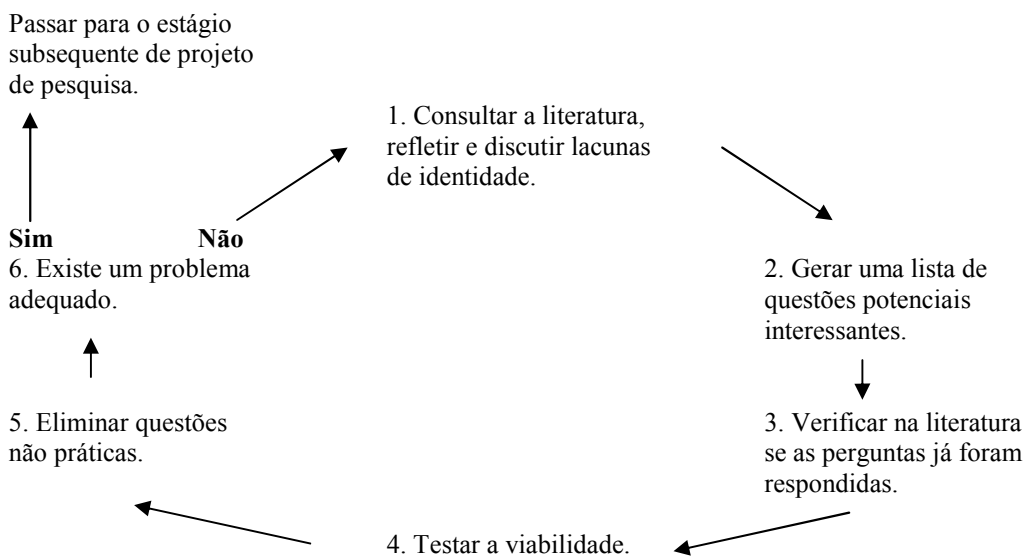 Passar para o estágio
subsequente de projeto
de pesquisa.
1. Consultar a literatura,
refletir e discutir lacunas
de identidade.
Sim Não
6. Existe um problema
adequado.
2. Gerar uma lista de
questões potenciais
interessantes.
5. Eliminar questões
não práticas.
3. Verificar na literatura
se as perguntas já foram
respondidas.
4. Testar a viabilidade.